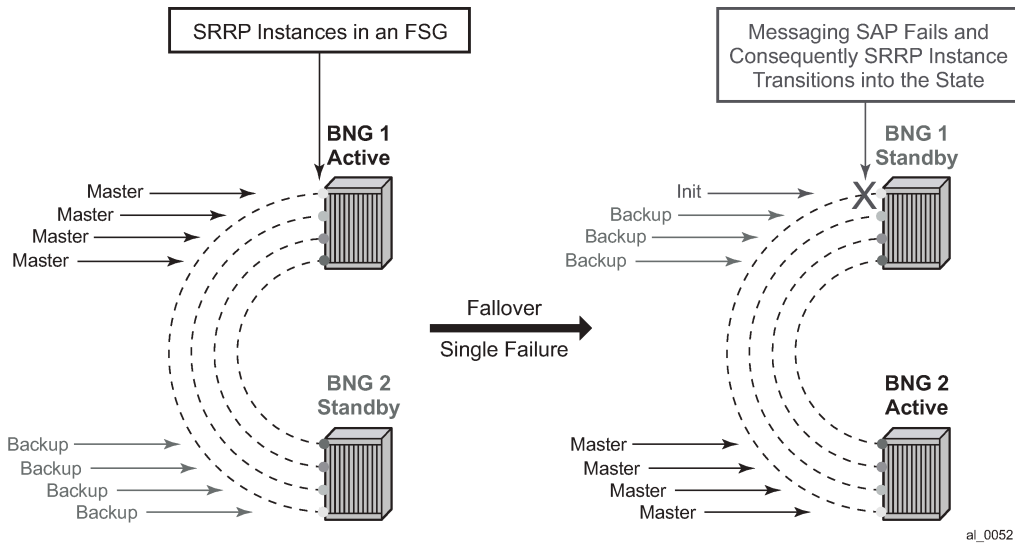 SRRP Instances in an FSG
BNG 1
Active
Master
Master
Master
Master
BNG 2
Standby
Backup
Backup
Backup
Backup
Fallover
Single Failure
Messaging SAP Fails and
Consequently SRRP Instance
Transitions into the State
BNG 1
Standby
Init
Backup
Backup
Backup
BNG 2
Active
Master
Master
Master
Master
al_0052